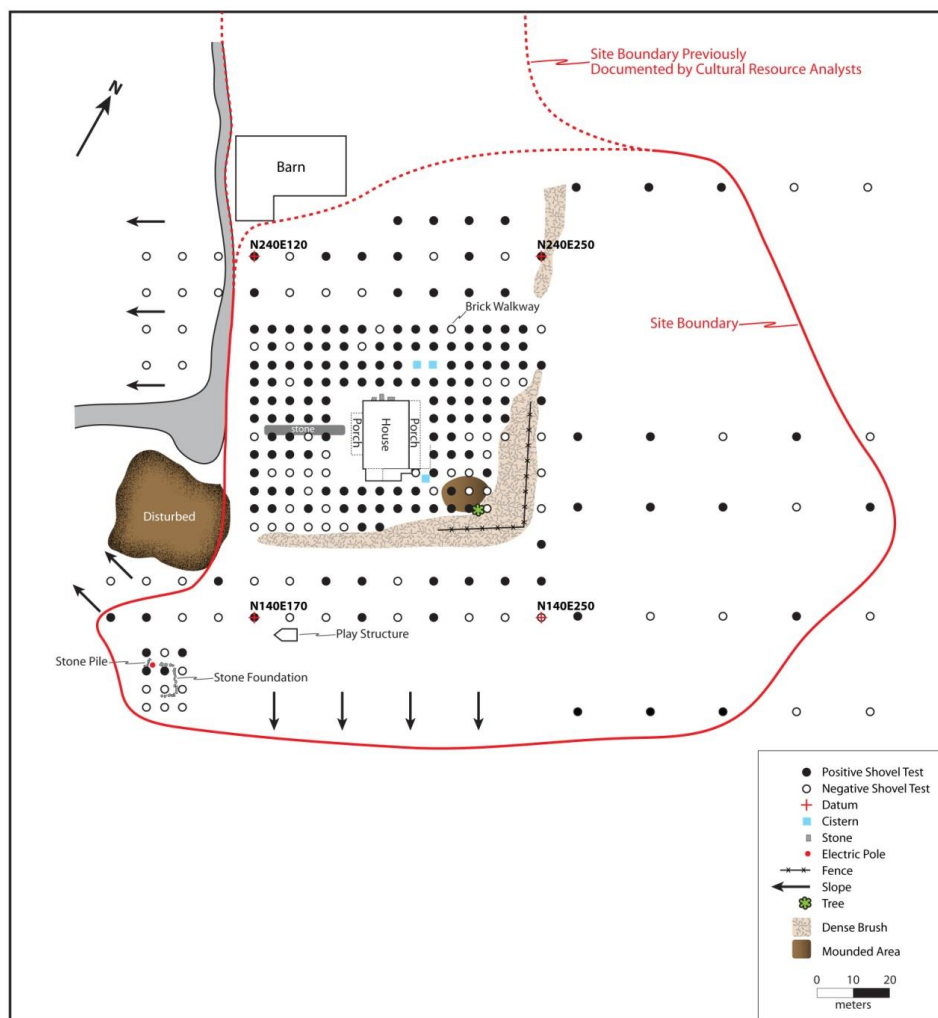 N
Site Boundary Previously
Documented by Cultural Resource Analysts
Barn
N240E120
N240E250
Brick Walkway
Site Boundary
stone
Porch
House
Porch
Disturbed
N140E170
N140E250
Play Structure
Stone Pile
Stone Foundation
Positive Shovel Test
Negative Shovel Test
Datum
Cistern
Stone
Electric Pole
Fence
Slope
Tree
Dense Brush
Mounded Area
0 10 20
meters